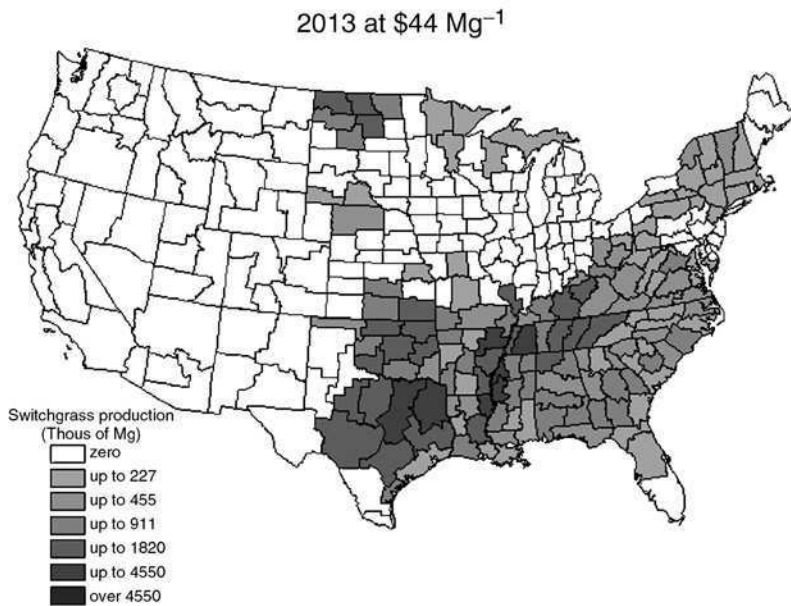 2013 at $44 Mg⁻¹
Switchgrass production
(Thous of Mg)
zero
up to 227
up to 455
up to 911
up to 1820
up to 4550
over 4550